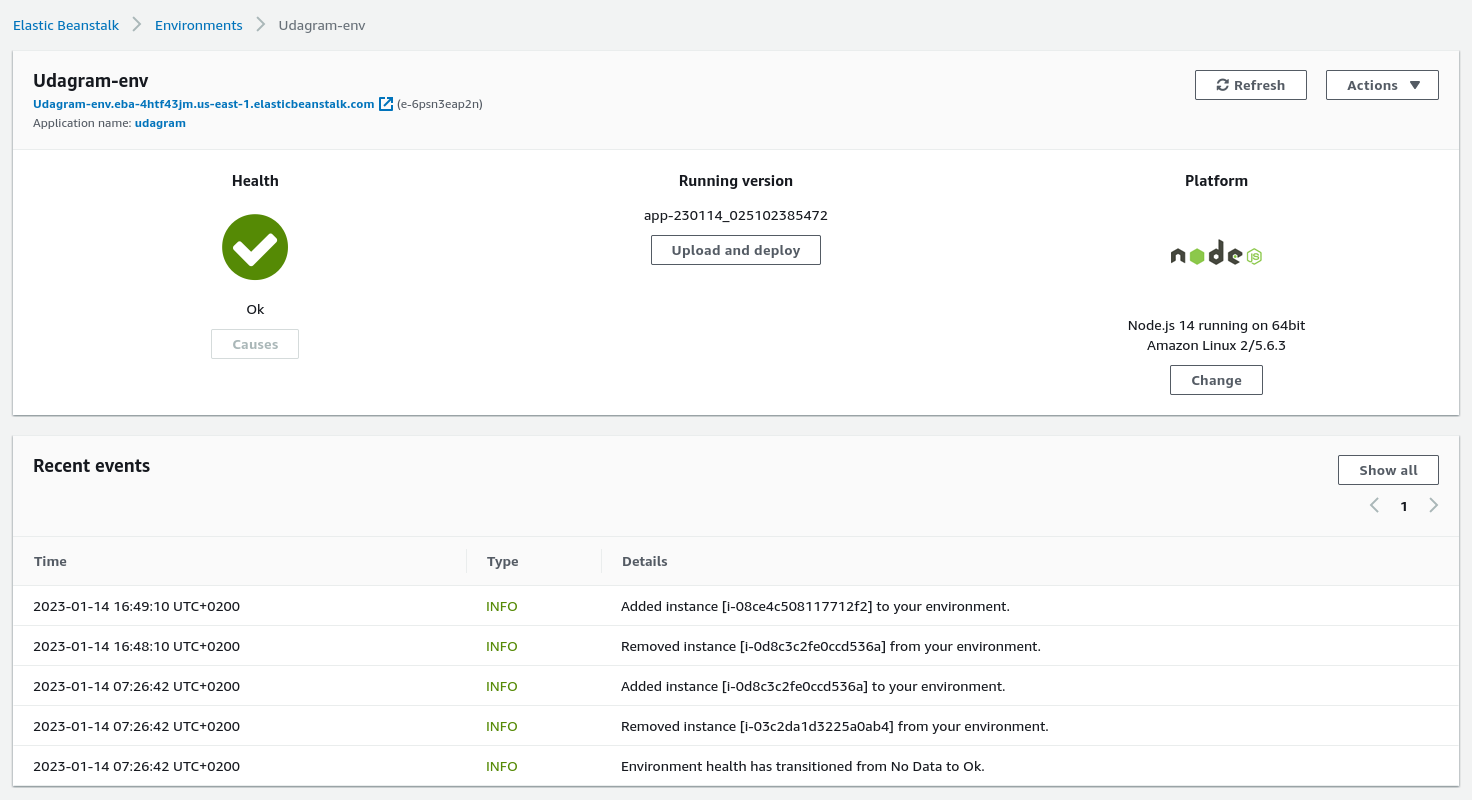 Elastic Beanstalk Environments Udagram-env
Udagram-env
Refresh
Actions
Udagram-env.eba-4htf43jm.us-east-1.elasticbeanstalk.com (e-6psn3eap2n)
Application name: udagram
Health
Ok
Causes
Running version
app-230114_025102385472
Upload and deploy
Platform
node JS
Node.js 14 running on 64bit
Amazon Linux 2/5.6.3
Change
Recent events
Show all
1
Time Type Details
2023-01-14 16:49:10 UTC+0200 INFO Added instance [i-08ce4c508117712f2] to your environment.
2023-01-14 16:48:10 UTC+0200 INFO Removed instance [i-0d8c3c2fe0ccd536a] from your environment.
2023-01-14 07:26:42 UTC+0200 INFO Added instance [i-0d8c3c2fe0ccd536a] to your environment.
2023-01-14 07:26:42 UTC+0200 INFO Removed instance [i-03c2da1d3225a0ab4] from your environment.
2023-01-14 07:26:42 UTC+0200 INFO Environment health has transitioned from No Data to Ok.